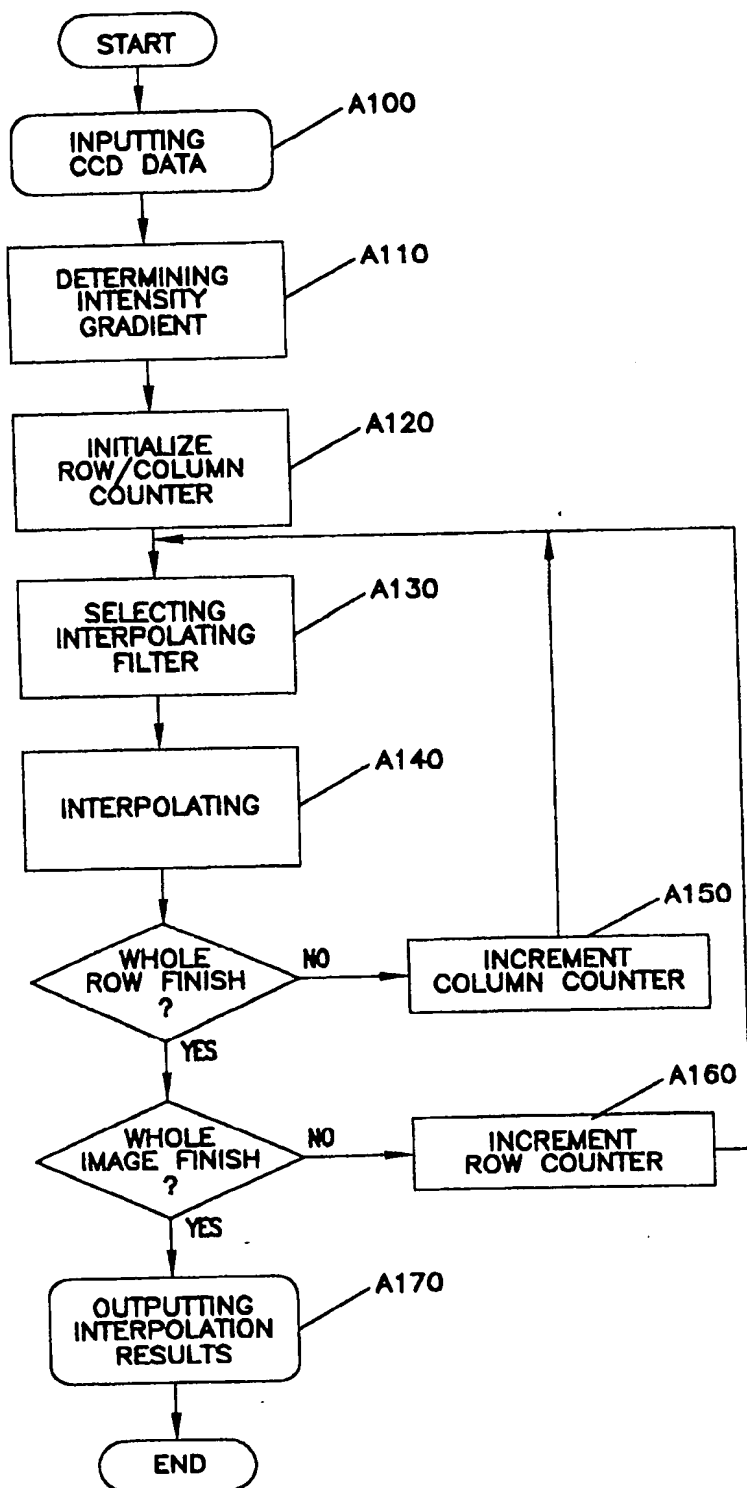 START
A100
INPUTTING
CCD DATA
A110
DETERMINING
INTENSITY
GRADIENT
A120
INITIALIZE
ROW/COLUMN
COUNTER
A130
SELECTING
INTERPOLATING
FILTER
A140
INTERPOLATING
A150
WHOLE
ROW FINISH
?
NO
INCREMENT
COLUMN COUNTER
YES
A160
WHOLE
IMAGE FINISH
?
NO
INCREMENT
ROW COUNTER
YES
A170
OUTPUTTING
INTERPOLATION
RESULTS
END